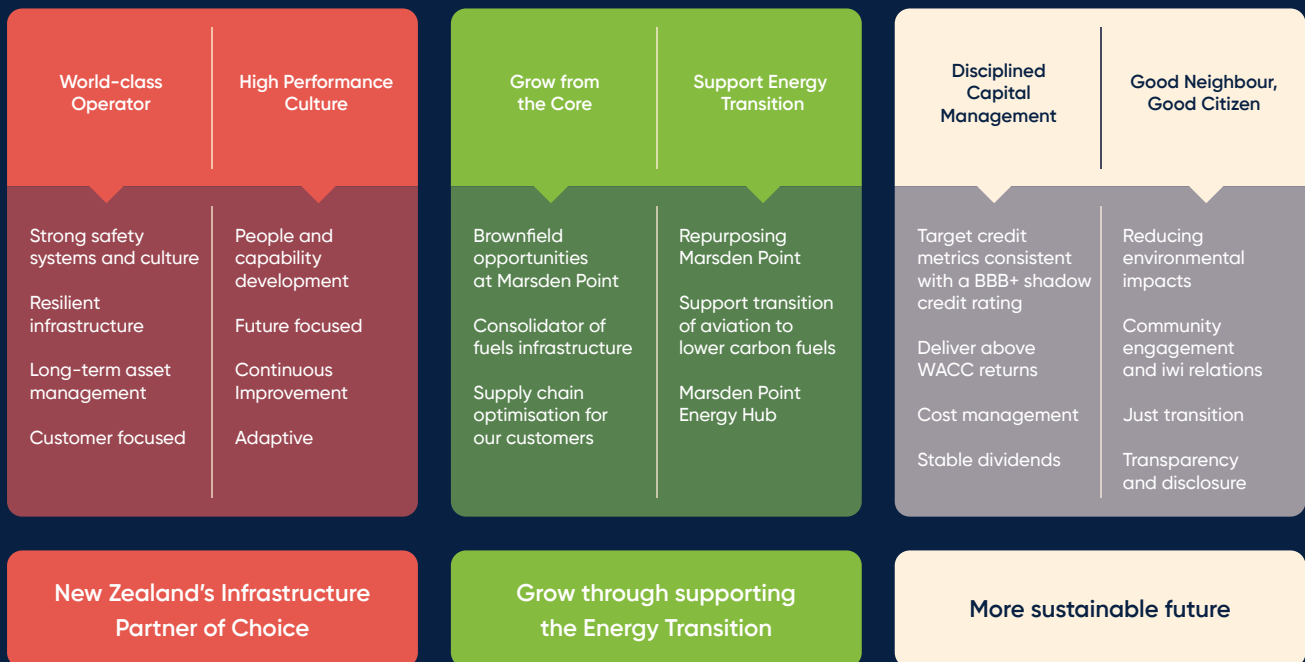 World-class
Operator
Strong safety
systems and culture
Resilient
infrastructure
Long-term asset
management
Customer focused
High Performance
Culture
People and
capability
development
Future focused
Continuous
Improvement
Adaptive
New Zealand’s Infrastructure
Partner of Choice
Grow from
the Core
Brownfield
opportunities
at Marsden Point
Consolidator of
fuels infrastructure
Supply chain
optimisation for
our customers
Support Energy
Transition
Repurposing
Marsden Point
Support transition
of aviation to
lower carbon fuels
Marsden Point
Energy Hub
Grow through supporting
the Energy Transition
Disciplined
Capital
Management
Target credit
metrics consistent
with a BBB+ shadow
credit rating
Deliver above
WACC returns
Cost management
Stable dividends
Good Neighbour,
Good Citizen
Reducing
environmental
impacts
Community
engagement
and iwi relations
Just transition
Transparency
and disclosure
More sustainable future